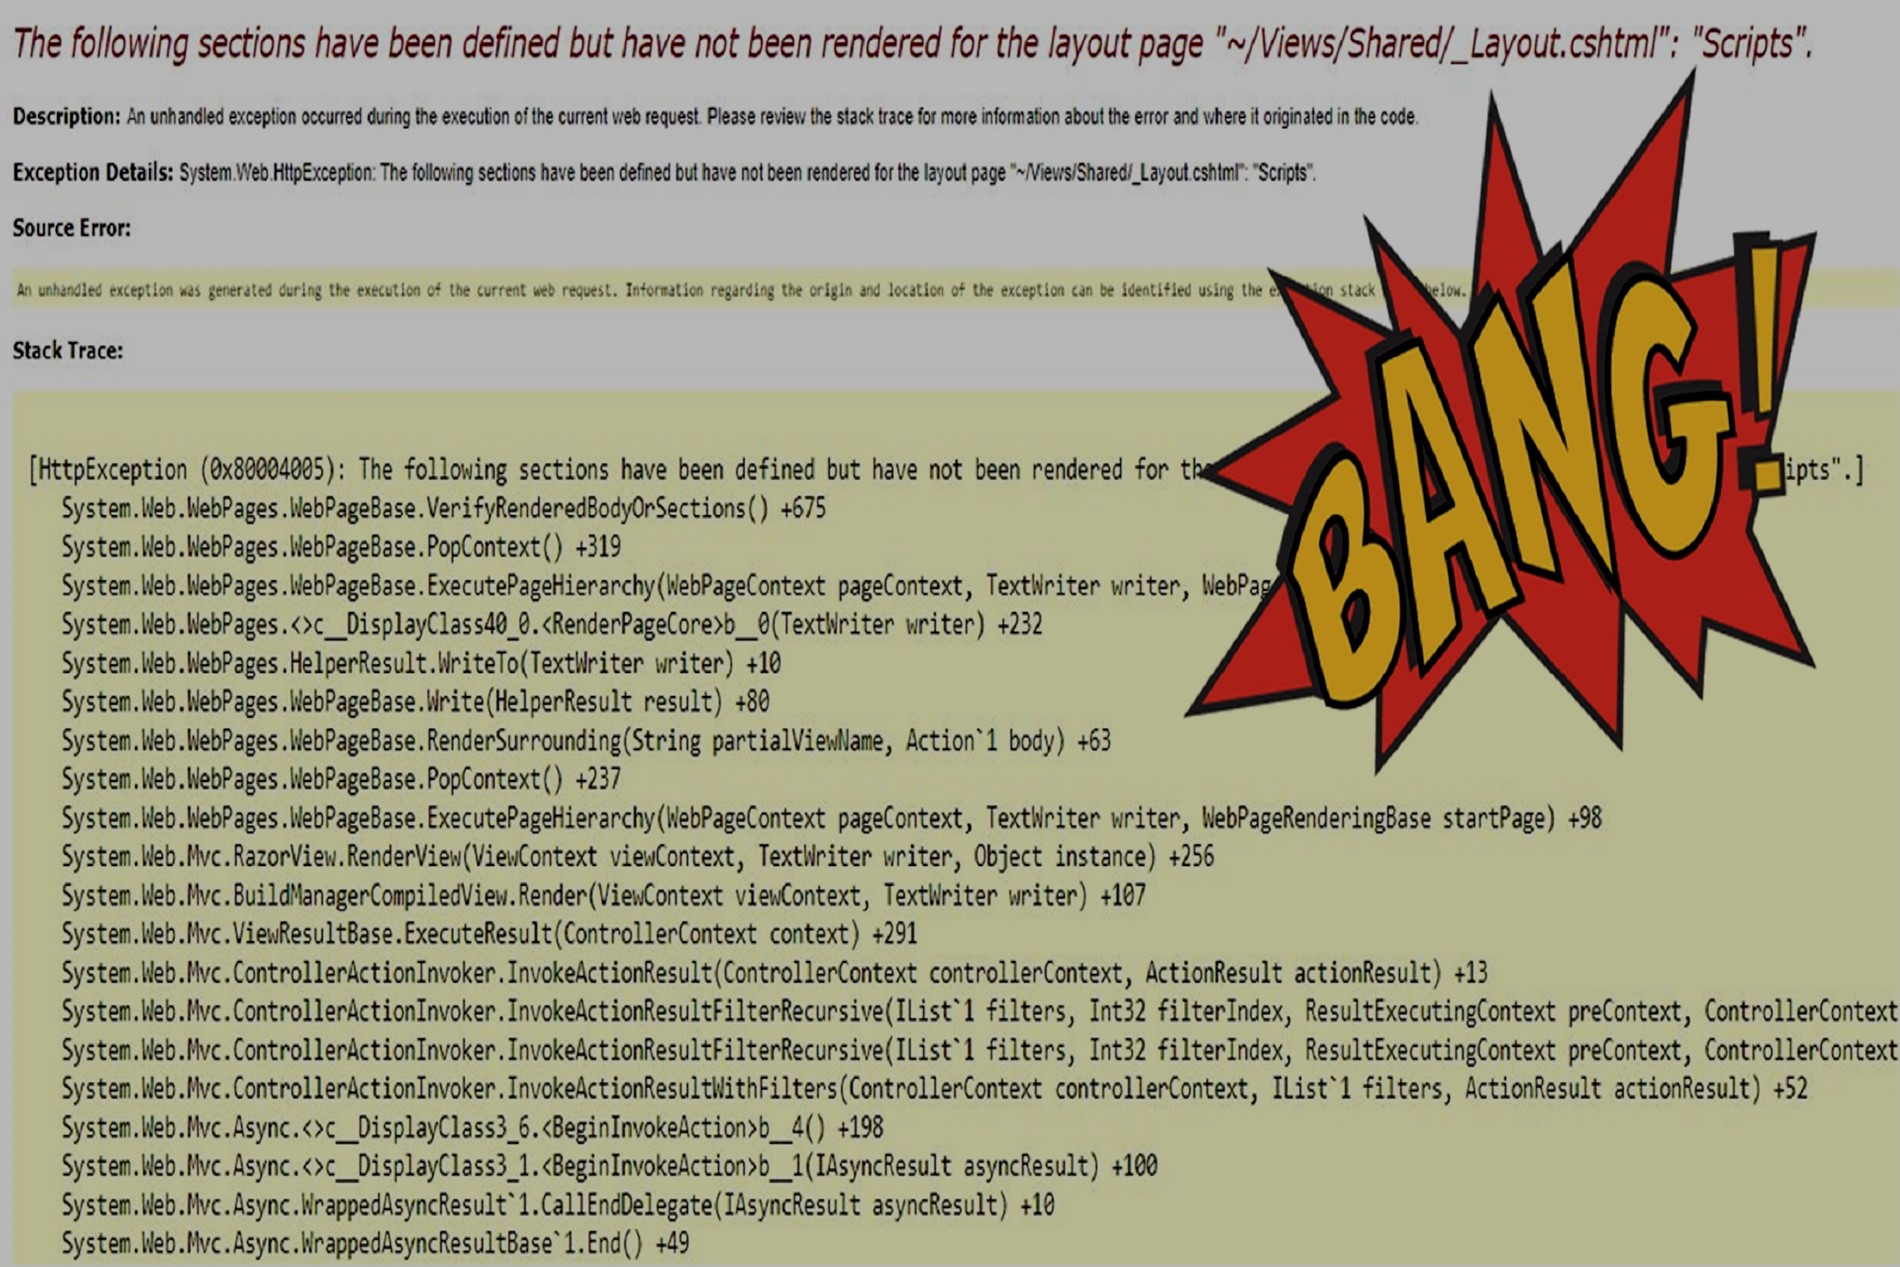 The following sections have been defined but have not been rendered for the layout page "~/Views/Shared/_Layout.cshtml": "Scripts".
Description: An unhandled exception occurred during the execution of the current web request. Please review the stack trace for more information about the error and where it originated in the code.
Exception Details: System.Web.HttpException: The following sections have been defined but have not been rendered for the layout page "~/Views/Shared/_Layout.cshtml": "Scripts".
Source Error:
An unhandled exception was generated during the execution of the current web request. Information regarding the origin and location of the exception can be identified using the stack below.
Stack Trace:
[HttpException (0x80004005): The following sections have been defined but have not been rendered for ipts".]
System.Web.WebPages.WebPageBase.VerifyRenderedBodyOrSections() +675
System.Web.WebPages.WebPageBase.PopContext() +319
System.Web.WebPages.WebPageBase.ExecutePageHierarchy(WebPageContext pageContext, TextWriter writer, WebPag
System.Web.WebPages.<>c__DisplayClass40_0.<RenderPageCore>b__0(TextWriter writer) +232
System.Web.WebPages.HelperResult.WriteTo(TextWriter writer) +10
System.Web.WebPages.WebPageBase.Write(HelperResult result) +80
System.Web.WebPages.WebPageBase.RenderSurrounding(String partialViewName, Action`1 body) +63
System.Web.WebPages.WebPageBase.PopContext() +237
System.Web.WebPages.WebPageBase.ExecutePageHierarchy(WebPageContext pageContext, TextWriter writer, WebPageRenderingBase startPage) +98
System.Web.Mvc.RazorView.RenderView(ViewContext viewContext, TextWriter writer, Object instance) +256
System.Web.Mvc.BuildManagerCompiledView.Render(ViewContext viewContext, TextWriter writer) +107
System.Web.Mvc.ViewResultBase.ExecuteResult(ControllerContext context) +291
System.Web.Mvc.ControllerActionInvoker.InvokeActionResult(ControllerContext controllerContext, ActionResult actionResult) +13
System.Web.Mvc.ControllerActionInvoker.InvokeActionResultFilterRecursive(IList`1 filters, Int32 filterIndex, ResultExecutingContext preContext, ControllerContext
System.Web.Mvc.ControllerActionInvoker.InvokeActionResultFilterRecursive(IList`1 filters, Int32 filterIndex, ResultExecutingContext preContext, ControllerContext
System.Web.Mvc.ControllerActionInvoker.InvokeActionResultWithFilters(ControllerContext controllerContext, IList`1 filters, ActionResult actionResult) +52
System.Web.Mvc.Async.<>c__DisplayClass3_6.<BeginInvokeAction>b__4() +198
System.Web.Mvc.Async.<>c__DisplayClass3_1.<BeginInvokeAction>b__1(IAsyncResult asyncResult) +100
System.Web.Mvc.Async.WrappedAsyncResult`1.CallEndDelegate(IAsyncResult asyncResult) +10
System.Web.Mvc.Async.WrappedAsyncResultBase`1.End() +49
BANG!